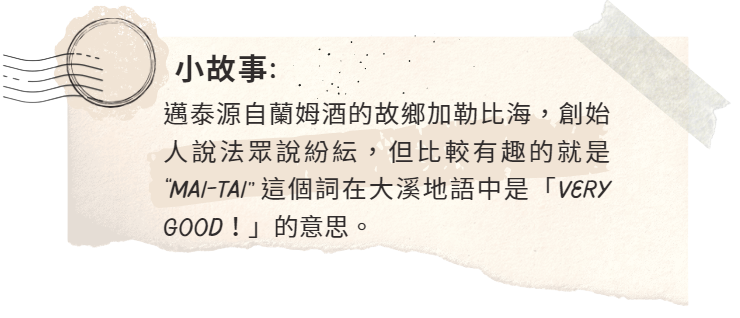 小故事:
邁泰源自蘭姆酒的故鄉加勒比海，創始
人說法眾說紛紜，但比較有趣的就是
“MAI-TAI” 這個詞在大溪地語中是「VERY
GOOD！」的意思。